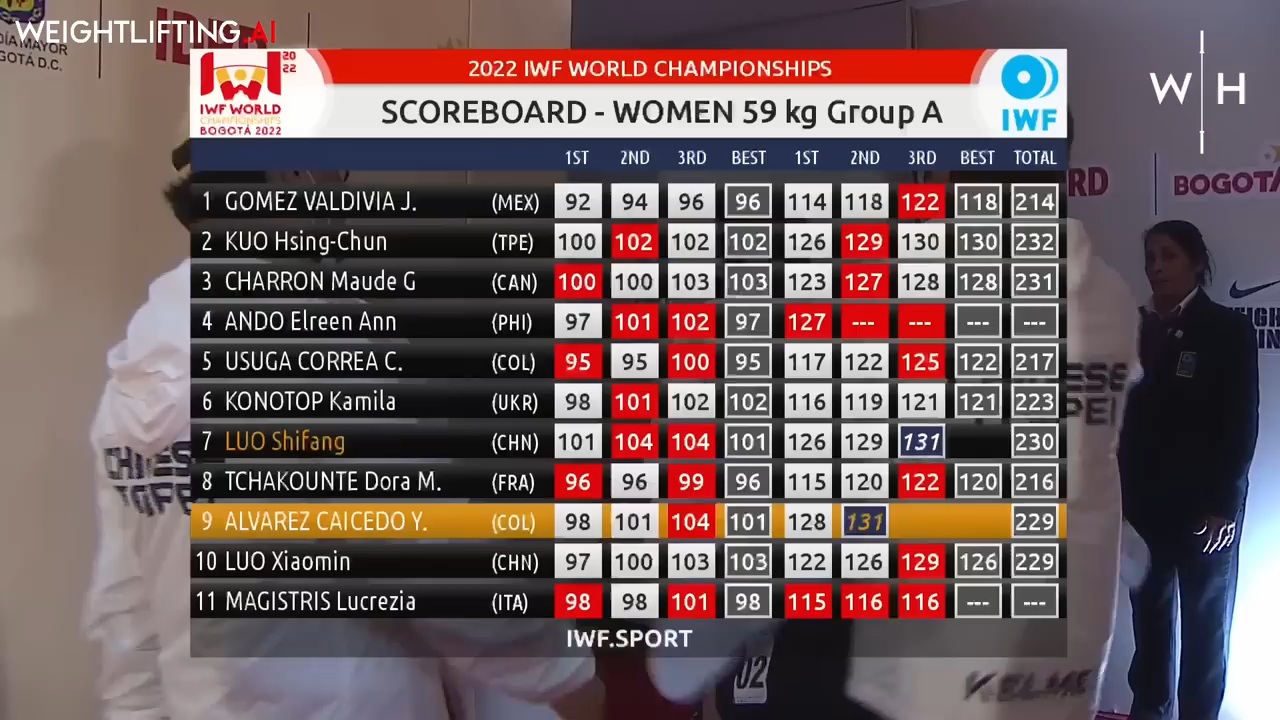 WEIGHTLIFTING.AI
BOGOTÁ D.C.
W H
2022
IWF WORLD
CHAMPIONSHIPS
BOGOTÁ 2022
2022 IWF WORLD CHAMPIONSHIPS
SCOREBOARD - WOMEN 59 kg Group A
IWF
1ST 2ND 3RD BEST 1ST 2ND 3RD BEST TOTAL
1 GOMEZ VALDIVIA J. (MEX) 92 94 96 96 114 118 122 118 214
2 KUO Hsing-Chun (TPE) 100 102 102 102 126 129 130 130 232
3 CHARRON Maude G (CAN) 100 100 103 103 123 127 128 128 231
4 ANDO Elreen Ann (PHI) 97 101 102 97 127 --- --- --- ---
5 USUGA CORREA C. (COL) 95 95 100 95 117 122 125 122 217
6 KONOTOP Kamila (UKR) 98 101 102 102 116 119 121 121 223
7 LUO Shifang (CHN) 101 104 104 101 126 129 131 230
8 TCHAKOUNTE Dora M. (FRA) 96 96 99 96 115 120 122 120 216
9 ALVAREZ CAICEDO Y. (COL) 98 101 104 101 128 131 229
10 LUO Xiaomin (CHN) 97 100 103 103 122 126 129 126 229
11 MAGISTRIS Lucrezia (ITA) 98 98 101 98 115 116 116 --- ---
IWF.SPORT
KELME